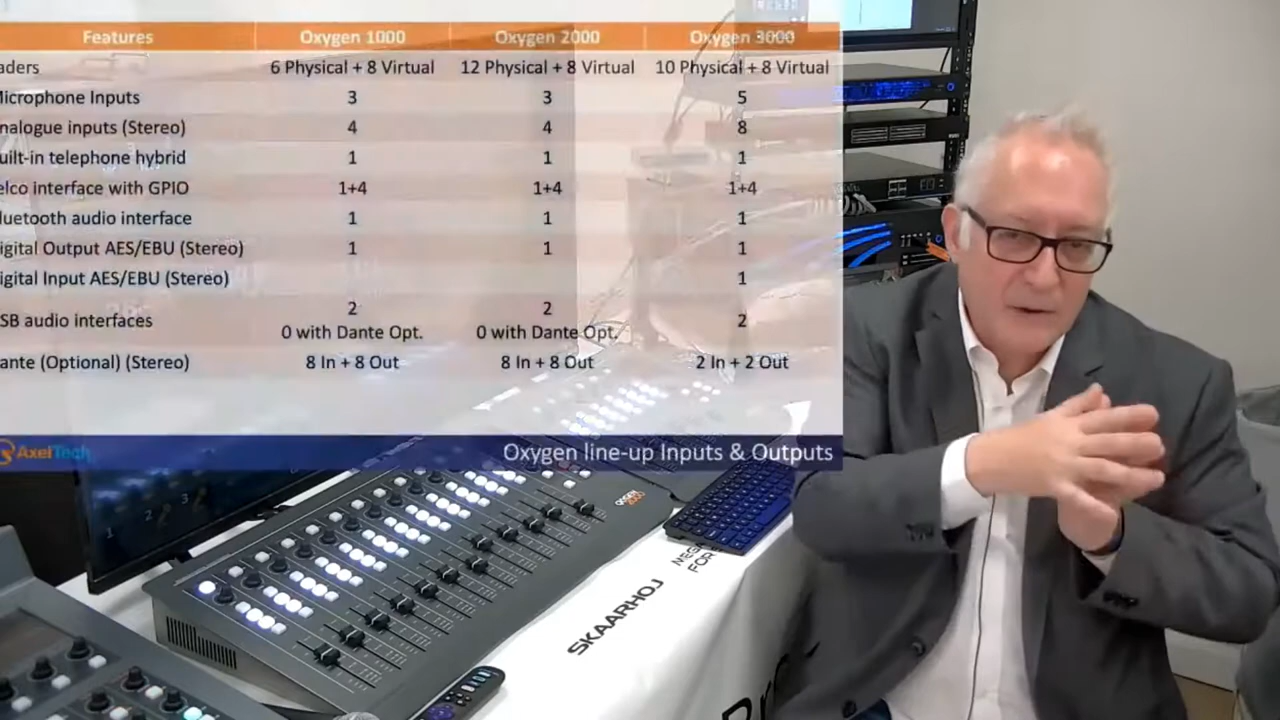 Features Oxygen 1000 Oxygen 2000 Oxygen 3000
aders 6 Physical + 8 Virtual 12 Physical + 8 Virtual 10 Physical + 8 Virtual
Microphone Inputs 3 3 5
nalogue inputs (Stereo) 4 4 8
uilt-in telephone hybrid 1 1 1
elco interface with GPIO 1+4 1+4 1+4
luetooth audio interface 1 1 1
igital Output AES/EBU (Stereo) 1 1 1
igital Input AES/EBU (Stereo) 1
SB audio interfaces 2 0 with Dante Opt. 2 0 with Dante Opt. 2
ante (Optional) (Stereo) 8 In + 8 Out 8 In + 8 Out 2 In + 2 Out
AxelTech Oxygen line-up Inputs & Outputs
1 2 3
SKAARHOJ